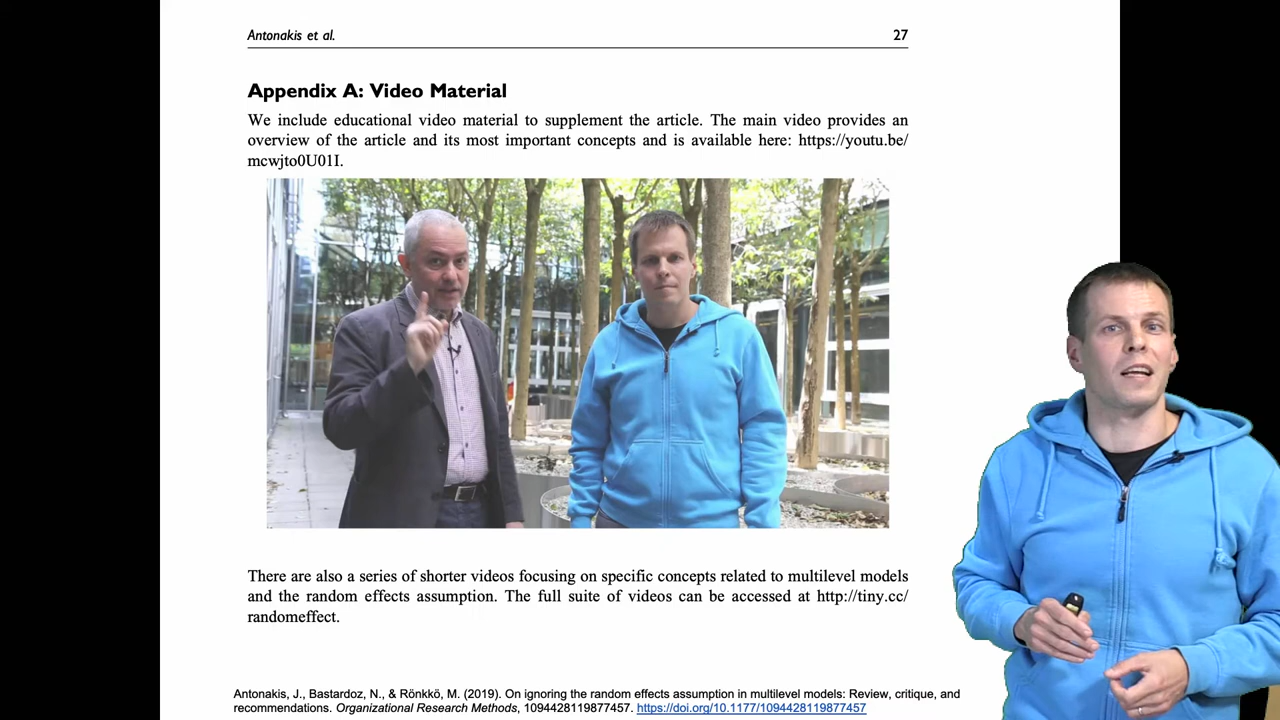 Antonakis et al. 27
Appendix A: Video Material
We include educational video material to supplement the article. The main video provides an
overview of the article and its most important concepts and is available here: https://youtu.be/
mcwjto0U01I.
There are also a series of shorter videos focusing on specific concepts related to multilevel models
and the random effects assumption. The full suite of videos can be accessed at http://tiny.cc/
randomeffect.
Antonakis, J., Bastardoz, N., & Rönkkö, M. (2019). On ignoring the random effects assumption in multilevel models: Review, critique, and
recommendations. Organizational Research Methods, 1094428119877457. https://doi.org/10.1177/1094428119877457